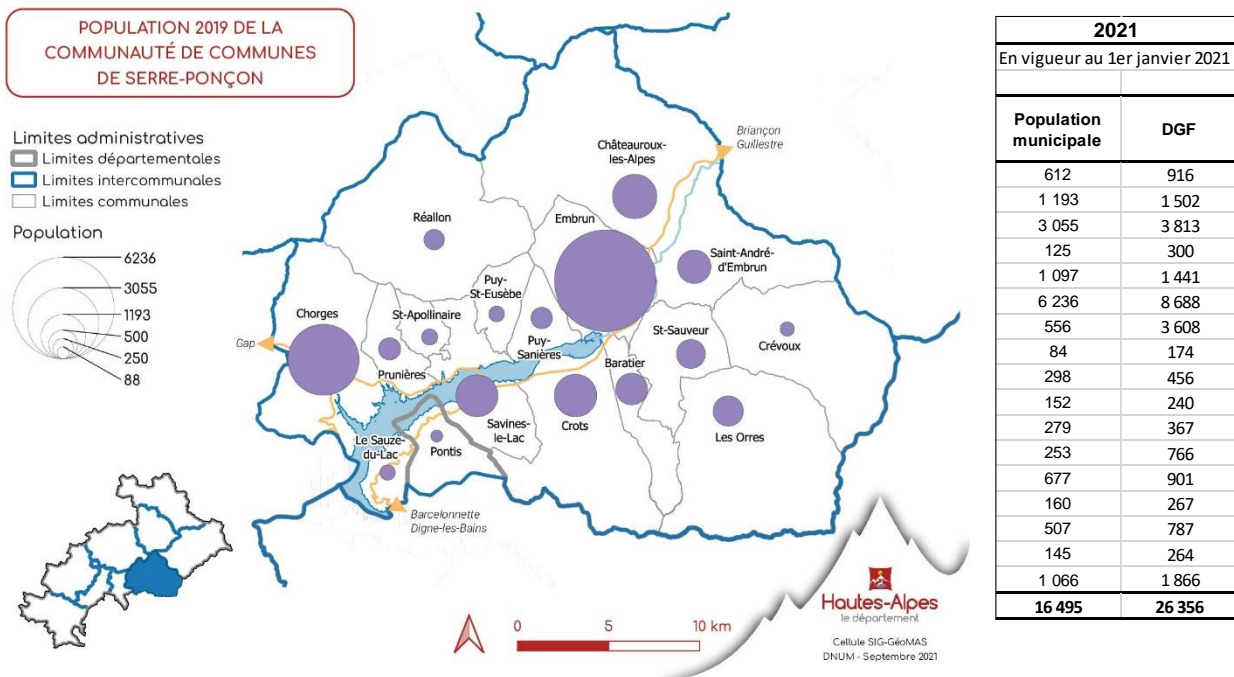 POPULATION 2019 DE LA
COMMUNAUTÉ DE COMMUNES
DE SERRE-PONÇON
Limites administratives
Limites départementales
Limites intercommunales
Limites communales
Population
6236
3055
1193
500
250
88
Briançon
Guillestre
Châteauroux-
les-Alpes
Réallon
Embrun
Saint-André-
d'Embrun
Puy-
St-Eusèbe
Chorges
St-Apollinaire
Gap
Prunières
Puy-
Sanières
St-Sauveur
Crévoux
Baratier
Savines-
le-Lac
Crots
Les Orres
Le Sauze-
du-Lac
Pontis
Barcelonnette
Digne-les-Bains
0 5 10 km
Hautes-Alpes
le département
Cellule SIG-GéoMAS
DNUM - Septembre 2021
2021
En vigueur au 1er janvier 2021
Population municipale DGF
612 916
1 193 1 502
3 055 3 813
125 300
1 097 1 441
6 236 8 688
556 3 608
84 174
298 456
152 240
279 367
253 766
677 901
160 267
507 787
145 264
1 066 1 866
16 495 26 356